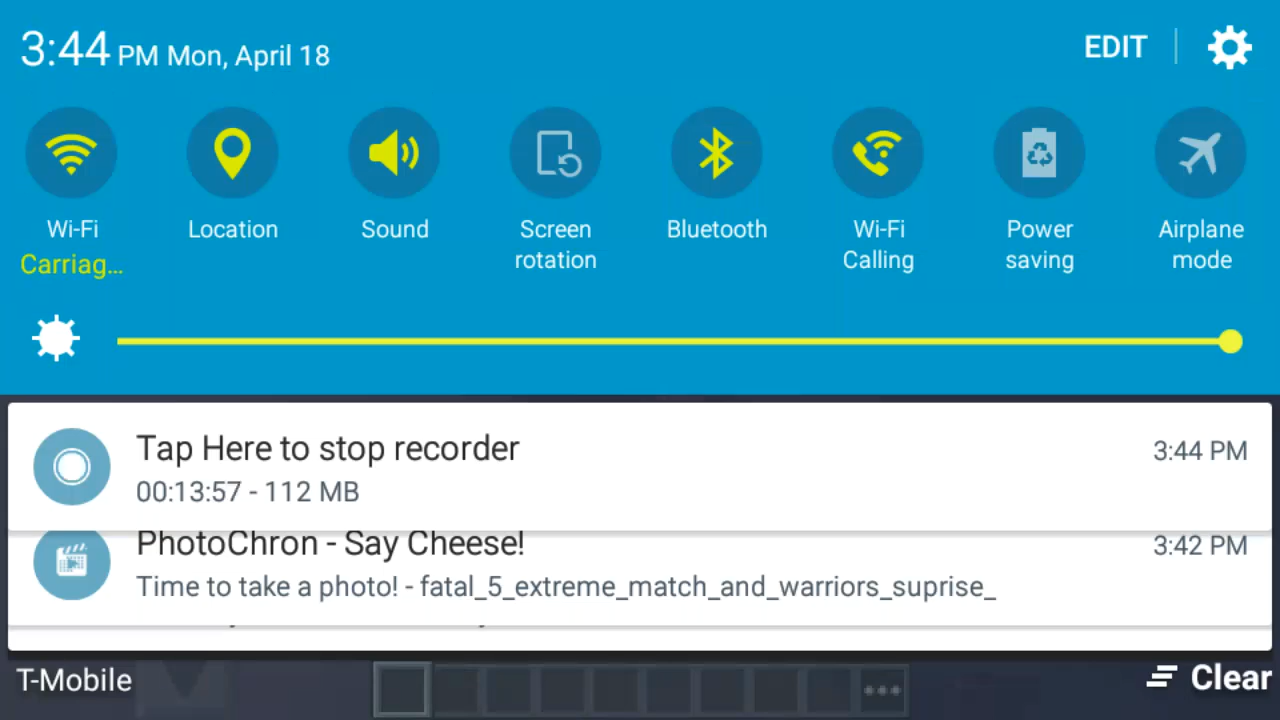 3:44 PM Mon, April 18
EDIT
Wi-Fi
Carriag...
Location
Sound
Screen
rotation
Bluetooth
Wi-Fi
Calling
Power
saving
Airplane
mode
Tap Here to stop recorder
3:44 PM
00:13:57 - 112 MB
PhotoChron - Say Cheese!
3:42 PM
Time to take a photo! - fatal_5_extreme_match_and_warriors_suprise_
T-Mobile
Clear